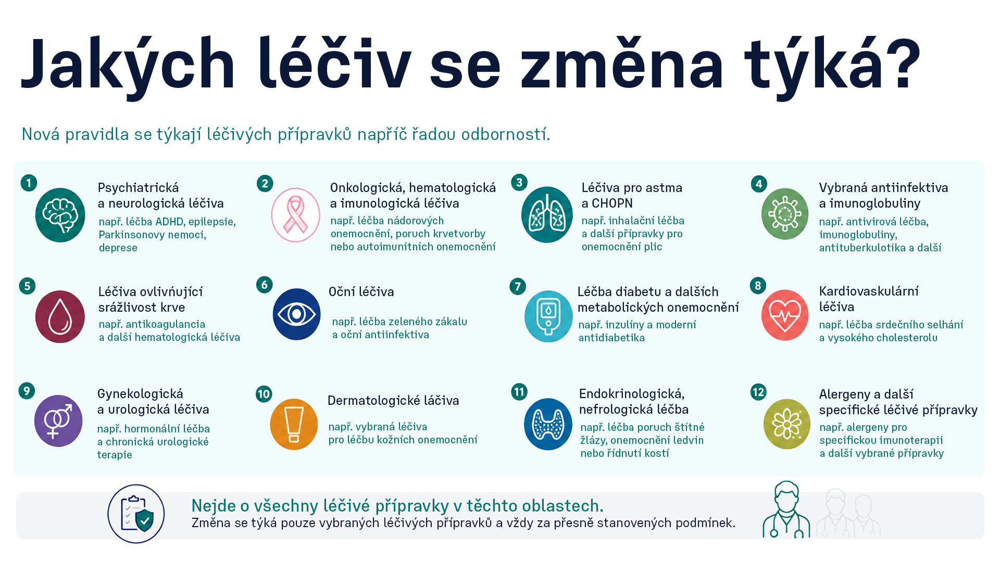 Jakých léčiv se změna týká?
Nová pravidla se týkají léčivých přípravků napříč řadou odborností.
1
Psychiatrická
a neurologická léčiva
např. léčba ADHD, epilepsie,
Parkinsonovy nemoci,
deprese
2
Onkologická, hematologická
a imunologická léčiva
např. léčba nádorových
onemocnění, poruch krvetvorby
nebo autoimunitních onemocnění
3
Léčiva pro astma
a CHOPN
např. inhalační léčba
a další přípravky pro
onemocnění plic
4
Vybraná antiinfektiva
a imunoglobuliny
např. antivirová léčba,
imunoglobuliny,
antituberkulotika a další
5
Léčiva ovlivńující
srážlivost krve
např. antikoagulancia
a další hematologická léčiva
6
Oční léčiva
např. léčba zeleného zákalu
a oční antiinfektiva
7
Léčba diabetu a dalších
metabolických onemocnění
např. inzulíny a moderní
antidiabetika
8
Kardiovaskulární
léčiva
např. léčba srdečního selhání
a vysokého cholesterolu
9
Gynekologická
a urologická léčiva
např. hormonální léčba
a chronická urologické
terapie
10
Dermatologické láčiva
např. vybraná léčiva
pro léčbu kožních onemocnění
11
Endokrinologická,
nefrologická léčba
např. léčba poruch štítné
žlázy, onemocnění ledvin
nebo řídnutí kostí
12
Alergeny a další
specifické léčivé přípravky
např. alergeny pro
specifickou imunoterapii
a další vybrané přípravky
Nejde o všechny léčivé přípravky v těchto oblastech.
Změna se týká pouze vybraných léčivých přípravků a vždy za přesně stanovených podmínek.